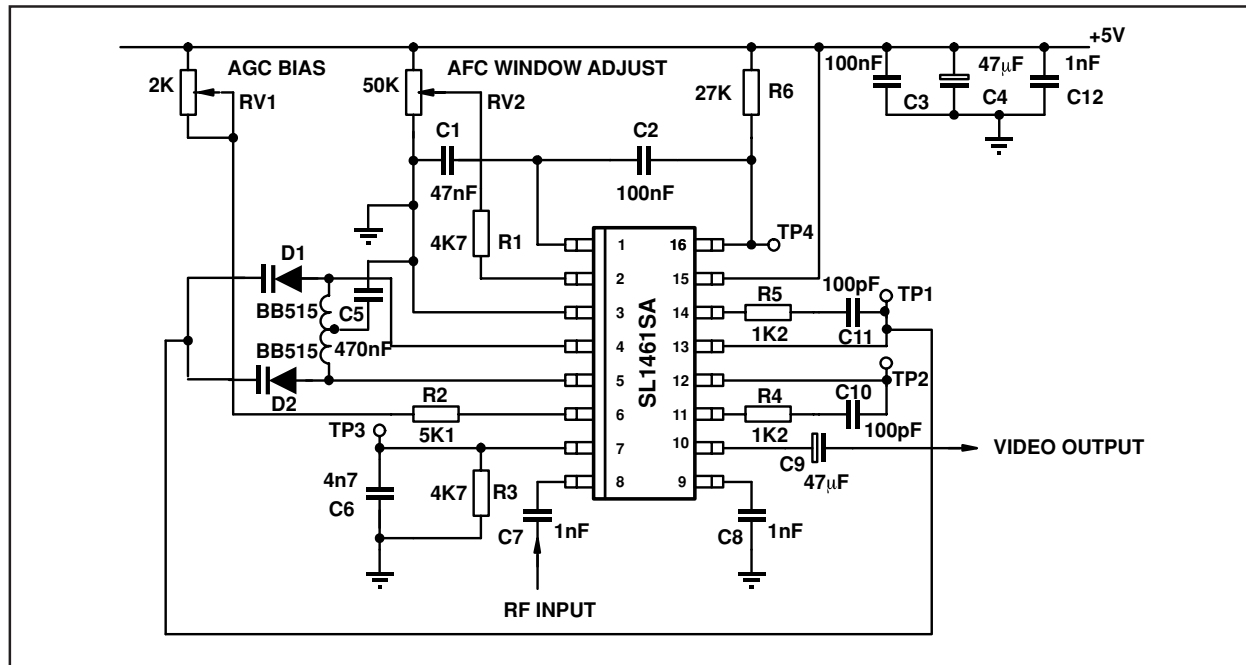 +5V
2K
AGC BIAS
RV1
50K
AFC WINDOW ADJUST
RV2
27K
R6
100nF
C3
47µF
C4
1nF
C12
C1
47nF
C2
100nF
4K7
R1
TP4
D1
BB515
C5
470nF
BB515
D2
SL1461SA
1
2
3
4
5
6
7
8
16
15
14
13
12
11
10
9
R5
1K2
100pF
C11
TP1
TP2
R4
1K2
C10
100pF
R2
5K1
TP3
4n7
C6
4K7
R3
C7
1nF
RF INPUT
C8
1nF
C9
47µF
VIDEO OUTPUT